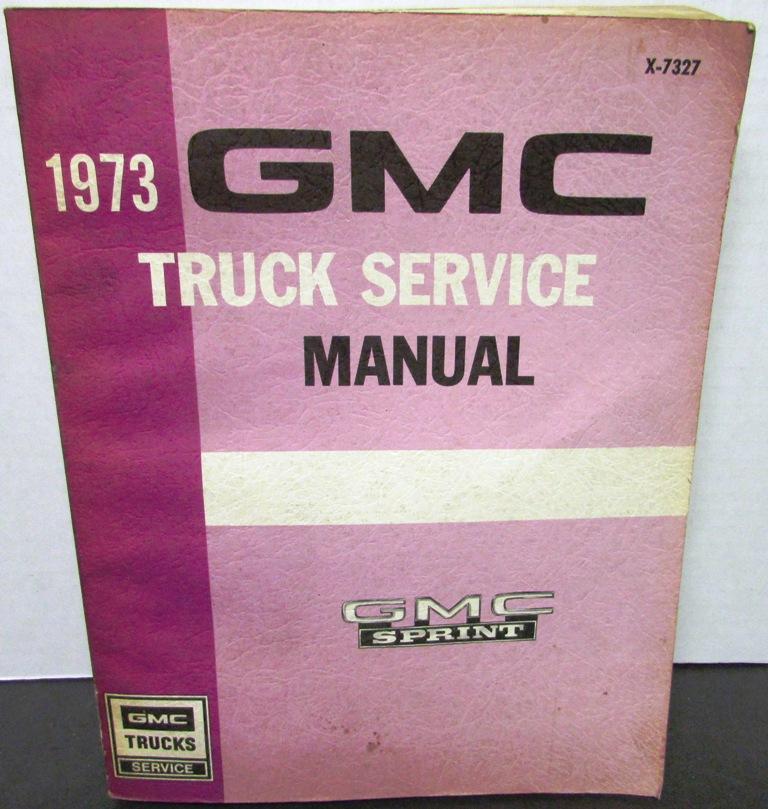 X-7327
1973 GMC
TRUCK SERVICE
MANUAL
GMC
SPRINT
GMC
TRUCKS
SERVICE